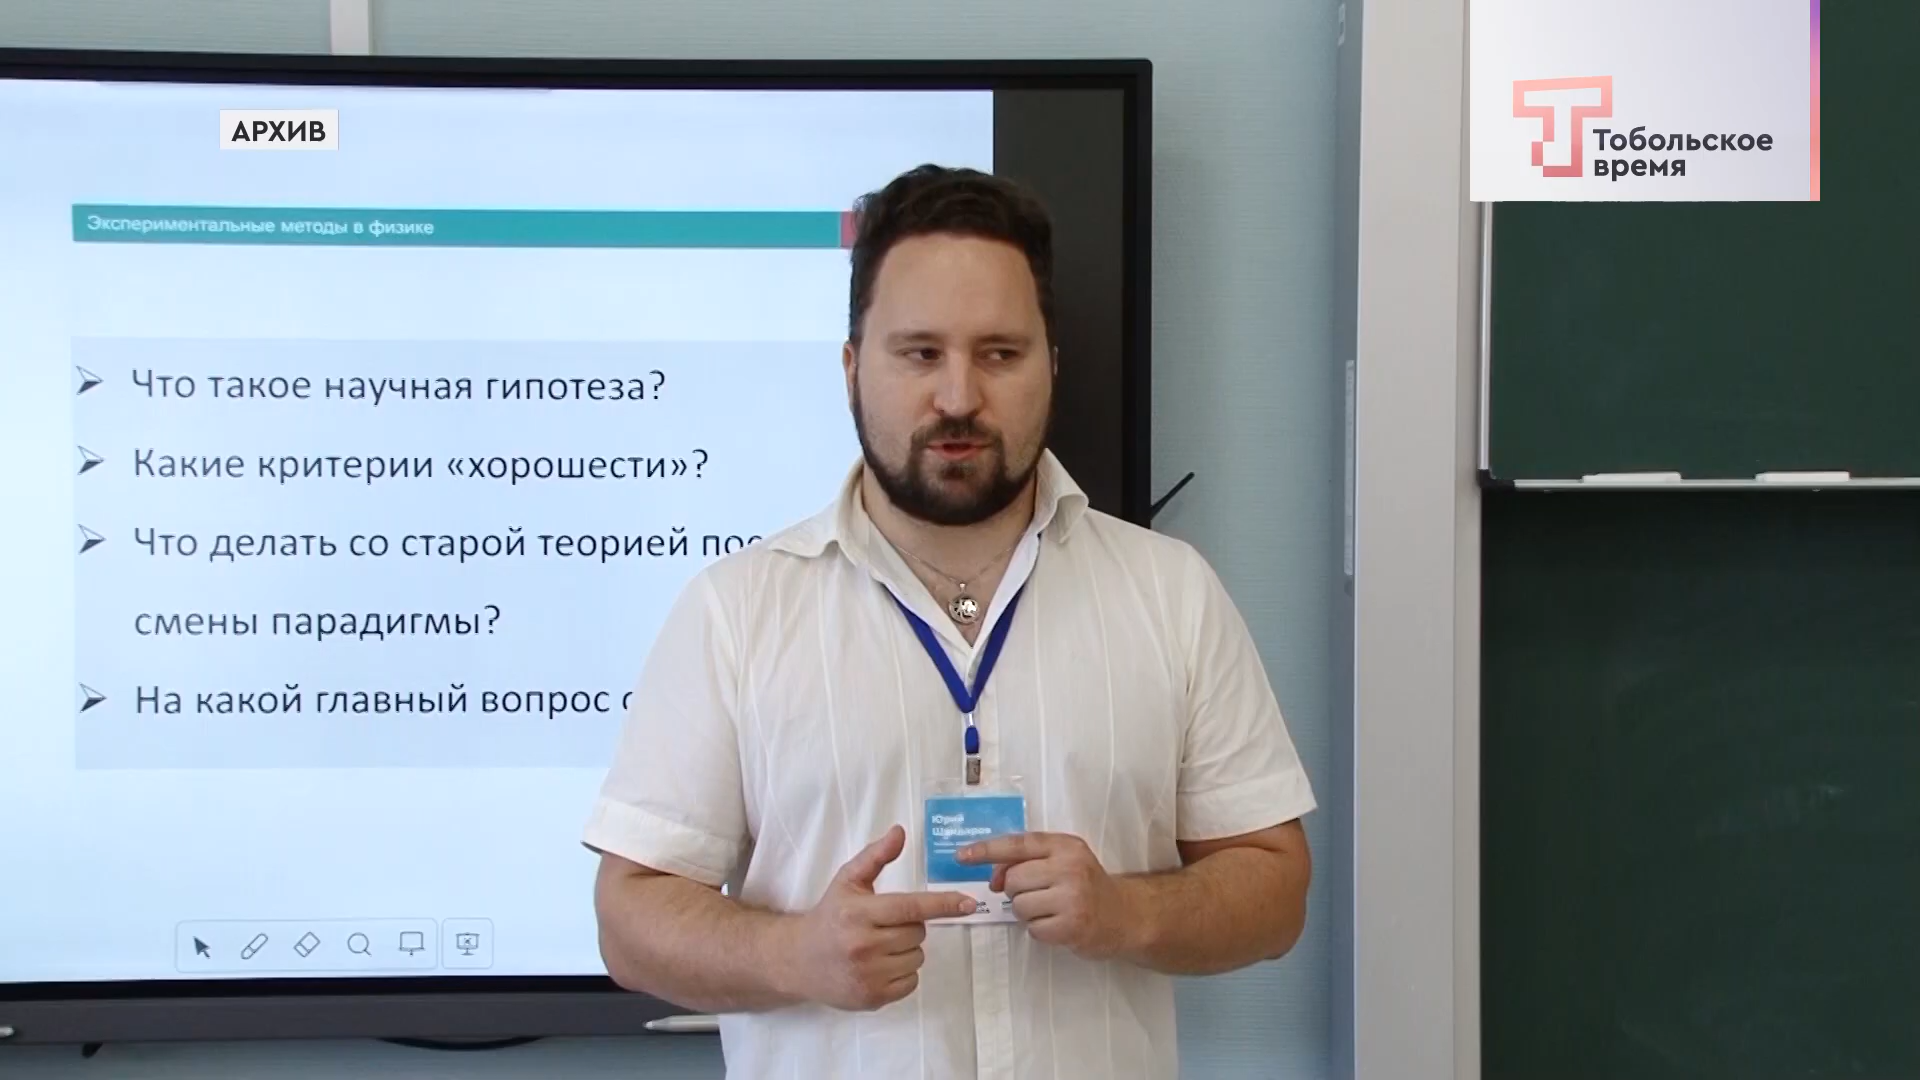 АРХИВ
Тобольское
время
Экспериментальные методы в физике
Что такое научная гипотеза?
Какие критерии «хорошести»?
Что делать со старой теорией
смены парадигмы?
На какой главный вопрос
Юрий